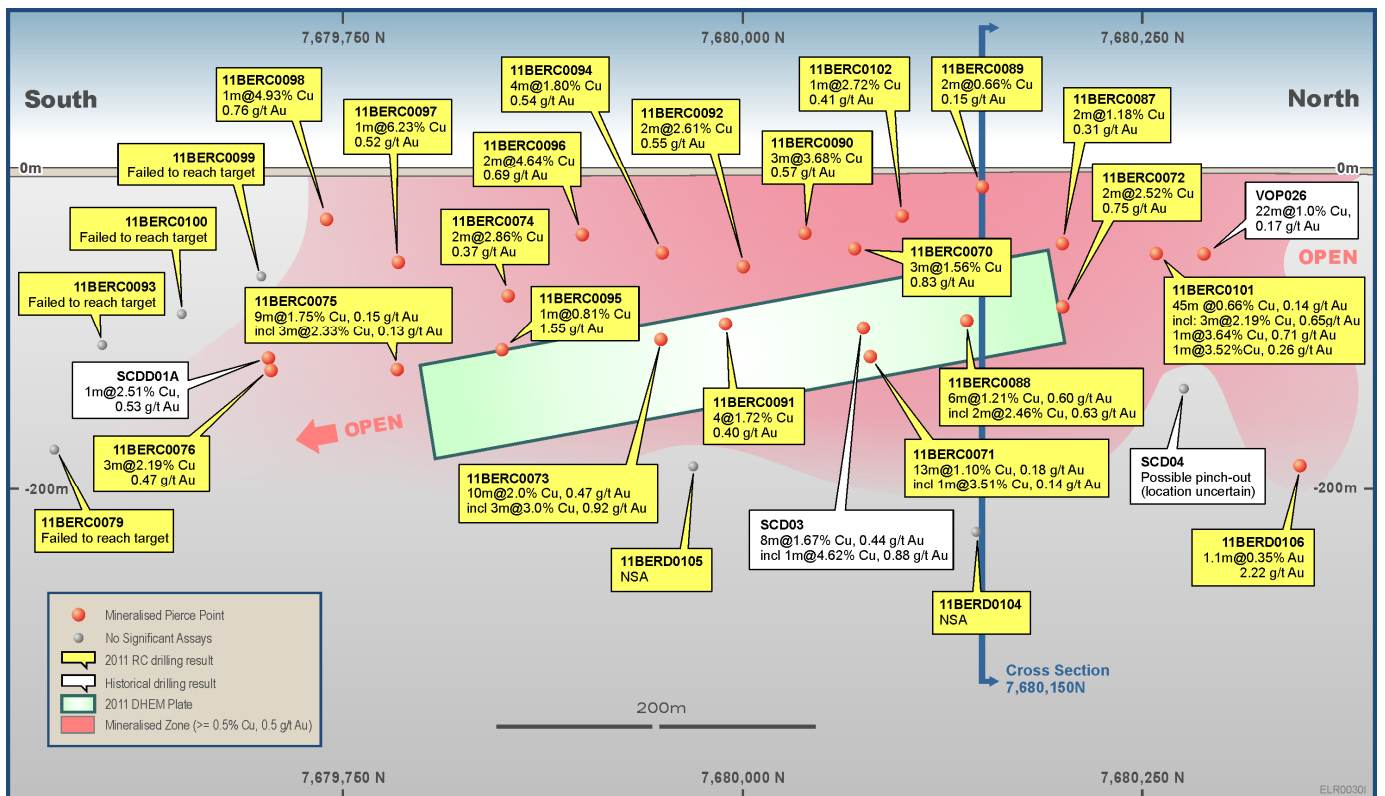 7,679,750 N
7,680,000 N
7,680,250 N
South
North
11BERC0098
1m@4.93% Cu
0.76 g/t Au
11BERC0097
1m@6.23% Cu
0.52 g/t Au
11BERC0094
4m@1.80% Cu
0.54 g/t Au
11BERC0096
2m@4.64% Cu
0.69 g/t Au
11BERC0092
2m@2.61% Cu
0.55 g/t Au
11BERC0102
1m@2.72% Cu
0.41 g/t Au
11BERC0090
3m@3.68% Cu
0.57 g/t Au
11BERC0089
2m@0.66% Cu
0.15 g/t Au
11BERC0087
2m@1.18% Cu
0.31 g/t Au
11BERC0072
2m@2.52% Cu
0.75 g/t Au
VOP026
22m@1.0% Cu,
0.17 g/t Au
0m
0m
11BERC0099
Failed to reach target
11BERC0100
Failed to reach target
11BERC0093
Failed to reach target
11BERC0074
2m@2.86% Cu
0.37 g/t Au
11BERC0070
3m@1.56% Cu
0.83 g/t Au
OPEN
11BERC0101
45m @0.66% Cu, 0.14 g/t Au
incl: 3m@2.19% Cu, 0.65g/t Au
1m@3.64% Cu, 0.71 g/t Au
1m@3.52%Cu, 0.26 g/t Au
11BERC0075
9m@1.75% Cu, 0.15 g/t Au
incl 3m@2.33% Cu, 0.13 g/t Au
11BERC0095
1m@0.81% Cu
1.55 g/t Au
SCDD01A
1m@2.51% Cu,
0.53 g/t Au
OPEN
11BERC0091
4@1.72% Cu
0.40 g/t Au
11BERC0088
6m@1.21% Cu, 0.60 g/t Au
incl 2m@2.46% Cu, 0.63 g/t Au
11BERC0076
3m@2.19% Cu
0.47 g/t Au
11BERC0073
10m@2.0% Cu, 0.47 g/t Au
incl 3m@3.0% Cu, 0.92 g/t Au
11BERC0071
13m@1.10% Cu, 0.18 g/t Au
incl 1m@3.51% Cu, 0.14 g/t Au
SCD04
Possible pinch-out
(location uncertain)
-200m
-200m
11BERC0079
Failed to reach target
SCD03
8m@1.67% Cu, 0.44 g/t Au
incl 1m@4.62% Cu, 0.88 g/t Au
11BERD0106
1.1m@0.35% Au
2.22 g/t Au
11BERD0105
NSA
11BERD0104
NSA
Mineralised Pierce Point
No Significant Assays
2011 RC drilling result
Historical drilling result
2011 DHEM Plate
Mineralised Zone (>= 0.5% Cu, 0.5 g/t Au)
Cross Section
7,680,150N
200m
7,679,750 N
7,680,000 N
7,680,250 N
ELR0030l